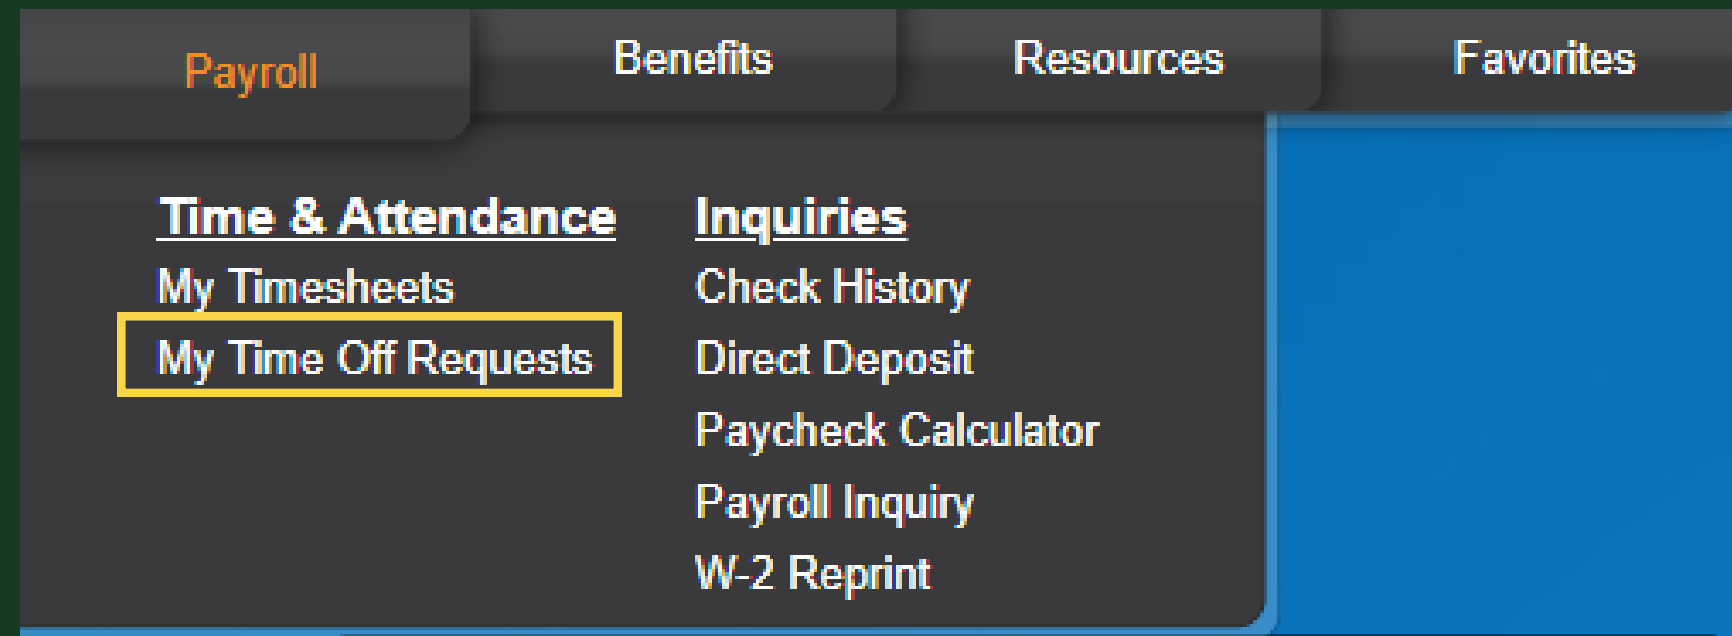 Payroll
Benefits
Resources
Favorites
Time & Attendance
My Timesheets
My Time Off Requests
Inquiries
Check History
Direct Deposit
Paycheck Calculator
Payroll Inquiry
W-2 Reprint